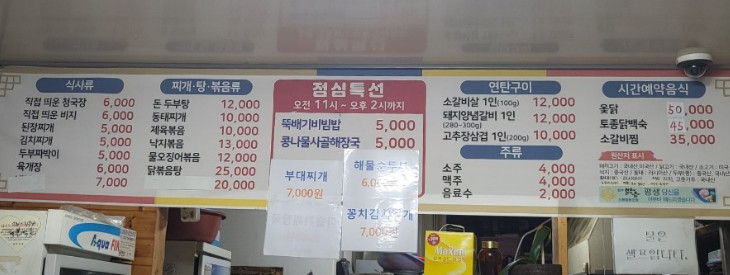 식사류
직접 띄운 청국장 6,000
직접 띄운 비지 6,000
된장찌개 5,000
김치찌개 5,000
두부파박이 5,000
육개장 6,000
7,000
찌개·탕·볶음류
돈 두부탕 12,000
동태찌개 10,000
제육볶음 10,000
낙지볶음 13,000
물오징어볶음 12,000
닭볶음탕 25,000
20,000
점심특선
오전 11시~오후 2시까지
뚝배기비빔밥 5,000
콩나물사골해장국 5,000
부대찌개
7,000원
해물순두부
6,000
꽁치김치찌개
7,000원
연탄구이
소갈비살 1인(100g) 12,000
돼지양념갈비 1인 12,000
(280~300g)
고추장삼겹 1인(200g) 10,000
주류
소주 4,000
맥주 4,000
음료수 2,000
시간예약음식
옻닭 50,000
토종닭백숙 45,000
소갈비찜 35,000
원산지 표시
평생
물은
셀프입니다
Aqua
Maxim